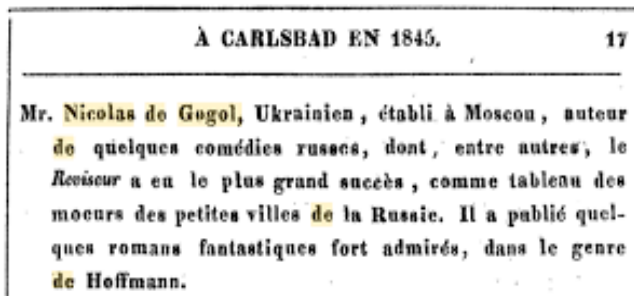 À CARLSBAD EN 1845. 17
Mr. Nicolas de Gogol, Ukrainien, établi à Moscou, auteur
de quelques comédies russes, dont, entre autres, le
Reviseur a eu le plus grand succès, comme tableau des
moeurs des petites villes de la Russie. Il a publié quel-
ques romans fantastiques fort admirés, dans le genre
de Hoffmann.